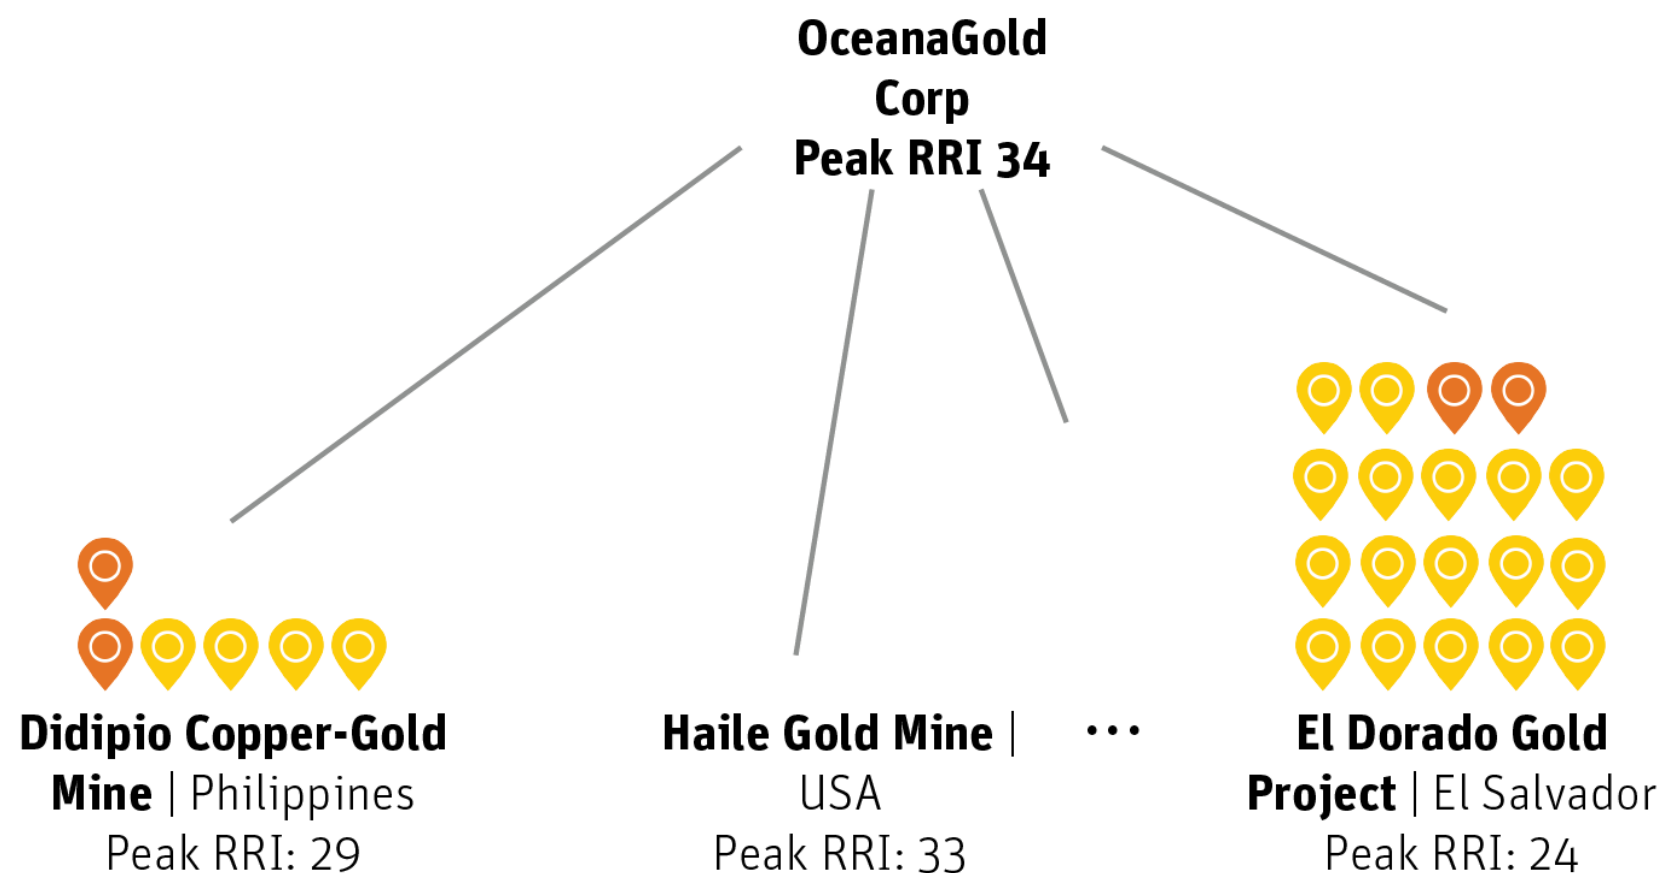 OceanaGold
Corp
Peak RRI 34
Didipio Copper-Gold
Mine | Philippines
Peak RRI: 29
Haile Gold Mine |
USA
Peak RRI: 33
...
El Dorado Gold
Project | El Salvador
Peak RRI: 24